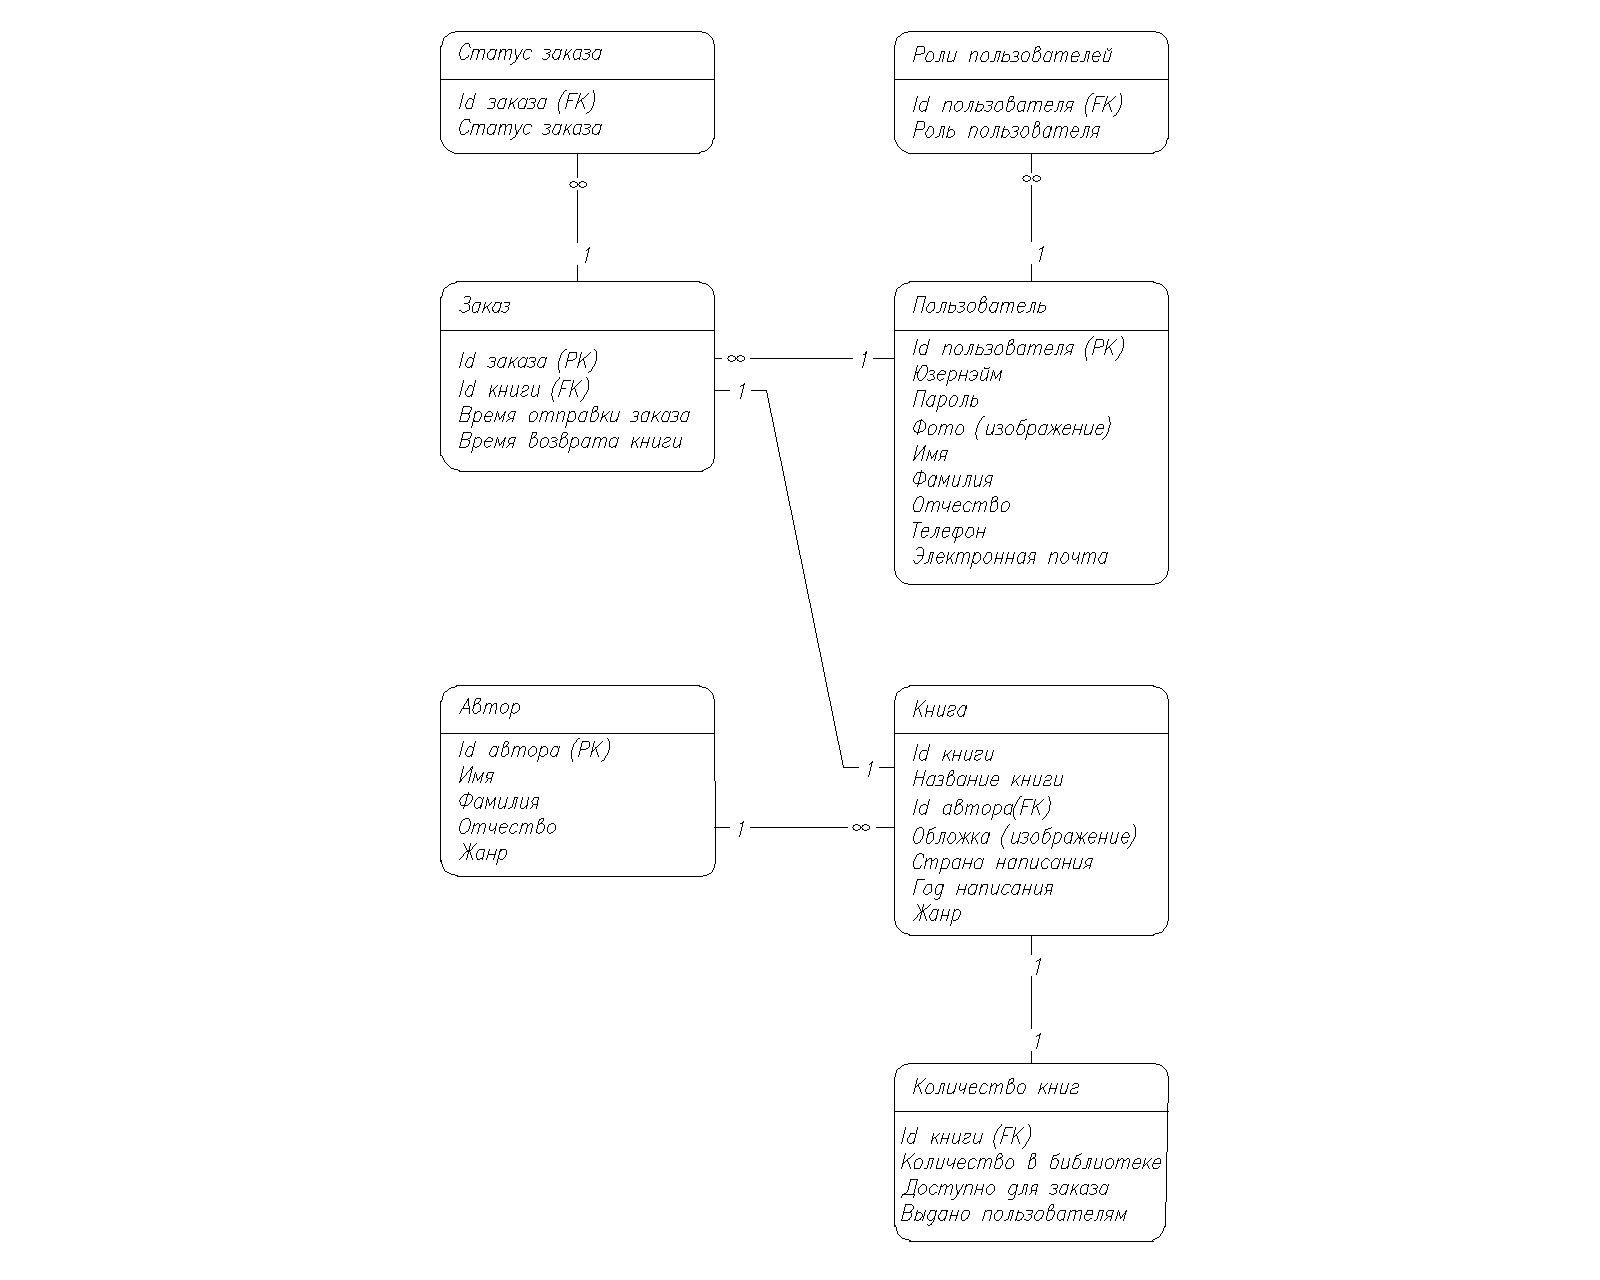 Статус заказа
Id заказа (FK)
Статус заказа
∞
1
Роли пользователей
Id пользователя (FK)
Роль пользователя
∞
1
Заказ
Id заказа (PK)
Id книги (FK)
Время отправки заказа
Время возврата книги
∞
1
1
Пользователь
Id пользователя (PK)
Юзернэйм
Пароль
Фото (изображение)
Имя
Фамилия
Отчество
Телефон
Электронная почта
Автор
Id автора (PK)
Имя
Фамилия
Отчество
Жанр
1
∞
1
Книга
Id книги
Название книги
Id автора(FK)
Обложка (изображение)
Страна написания
Год написания
Жанр
1
1
Количество книг
Id книги (FK)
Количество в библиотеке
Доступно для заказа
Выдано пользователям